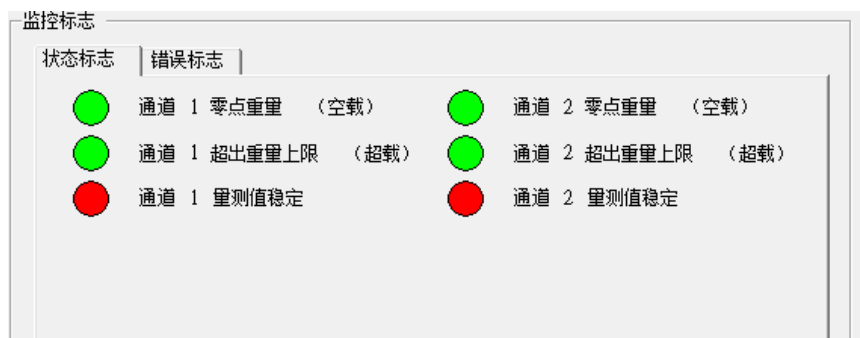 监控标志
状态标志 错误标志
通道 1 零点重量 （空载） 通道 2 零点重量 （空载）
通道 1 超出重量上限 （超载） 通道 2 超出重量上限 （超载）
通道 1 量测值稳定 通道 2 量测值稳定